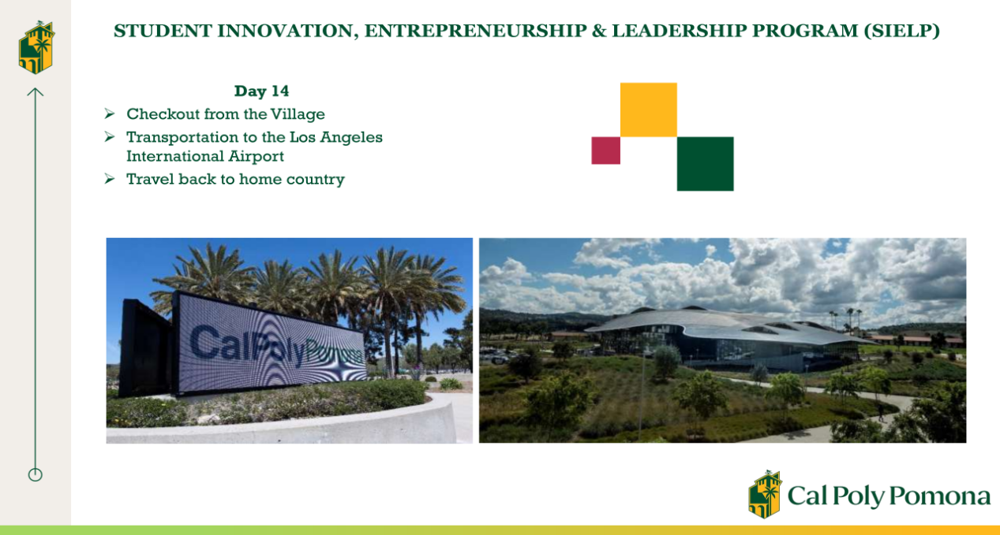 STUDENT INNOVATION, ENTREPRENEURSHIP & LEADERSHIP PROGRAM (SIELP)
Day 14
Checkout from the Village
Transportation to the Los Angeles
International Airport
Travel back to home country
CalPolyPomona
Cal Poly Pomona